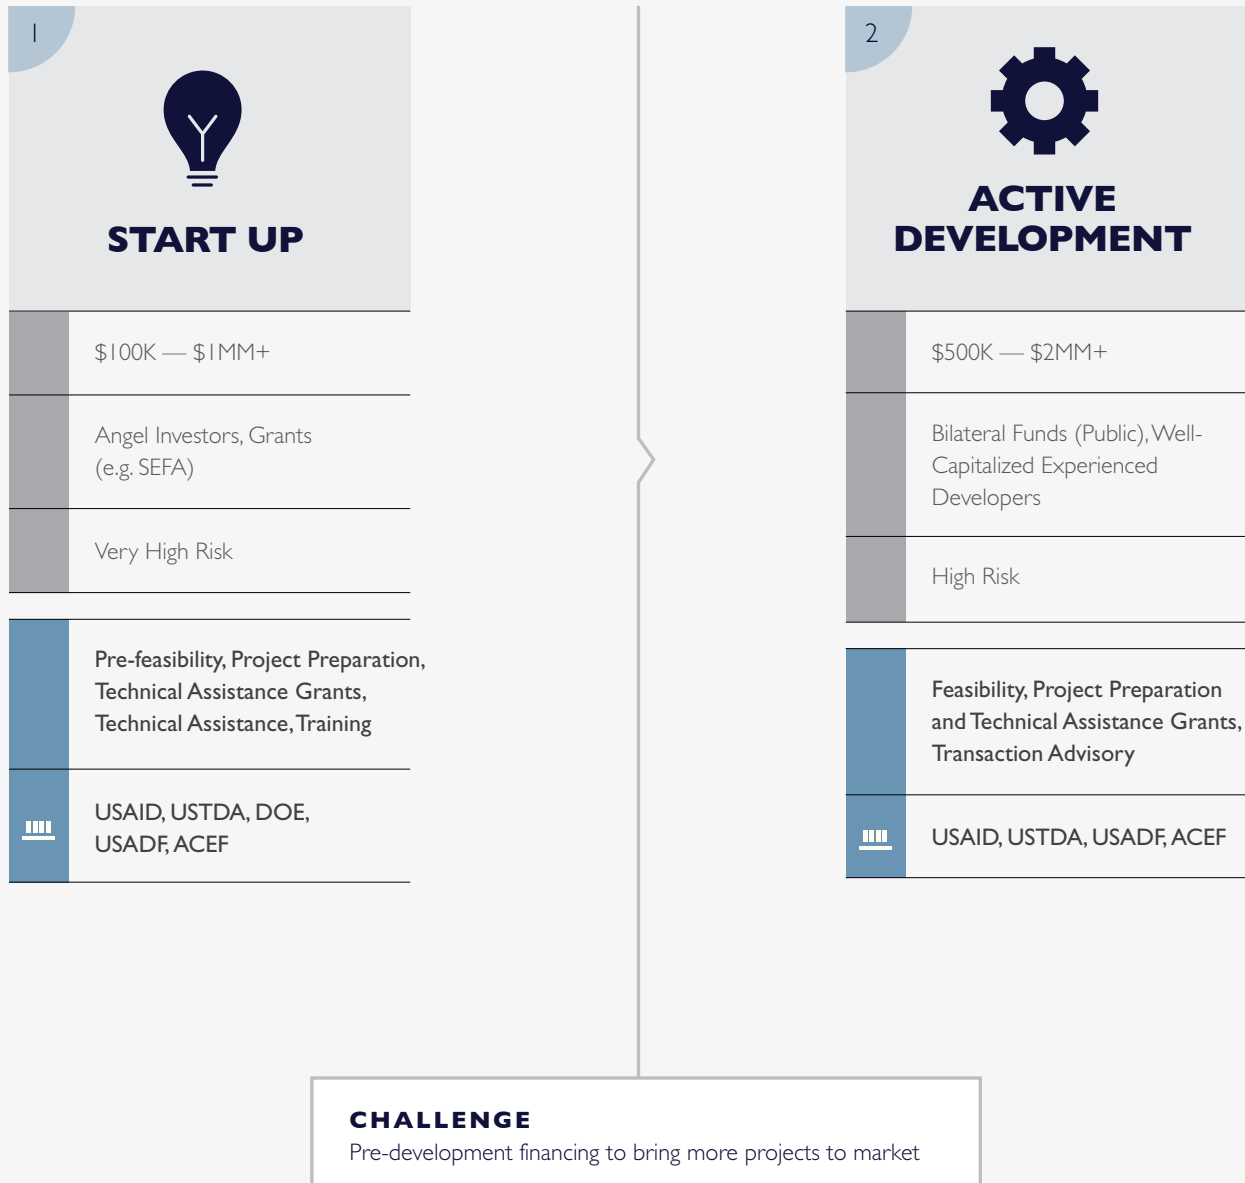 1
START UP
$100K — $1MM+
Angel Investors, Grants
(e.g. SEFA)
Very High Risk
Pre-feasibility, Project Preparation,
Technical Assistance Grants,
Technical Assistance, Training
USAID, USTDA, DOE,
USADF, ACEF
2
ACTIVE
DEVELOPMENT
$500K — $2MM+
Bilateral Funds (Public), Well-
Capitalized Experienced
Developers
High Risk
Feasibility, Project Preparation
and Technical Assistance Grants,
Transaction Advisory
USAID, USTDA, USADF, ACEF
CHALLENGE
Pre-development financing to bring more projects to market